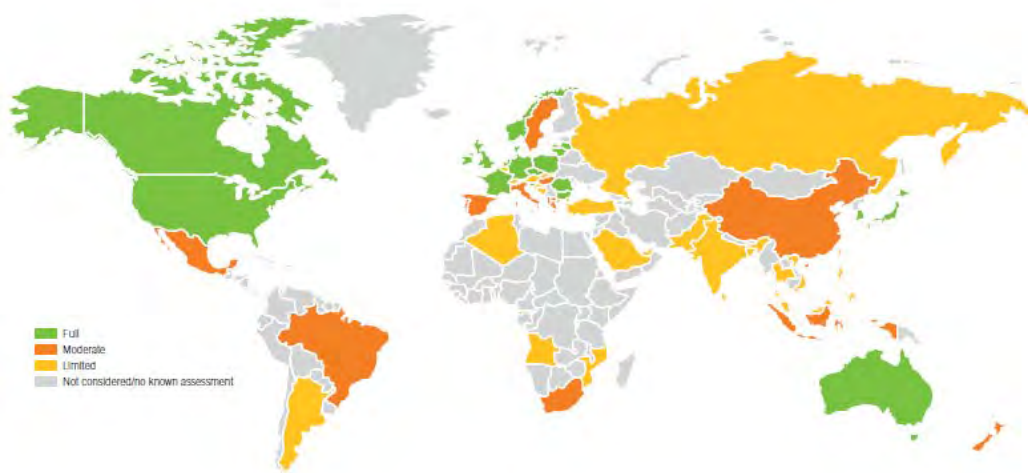 Full
Moderate
Limited
Not considered/no known assessment